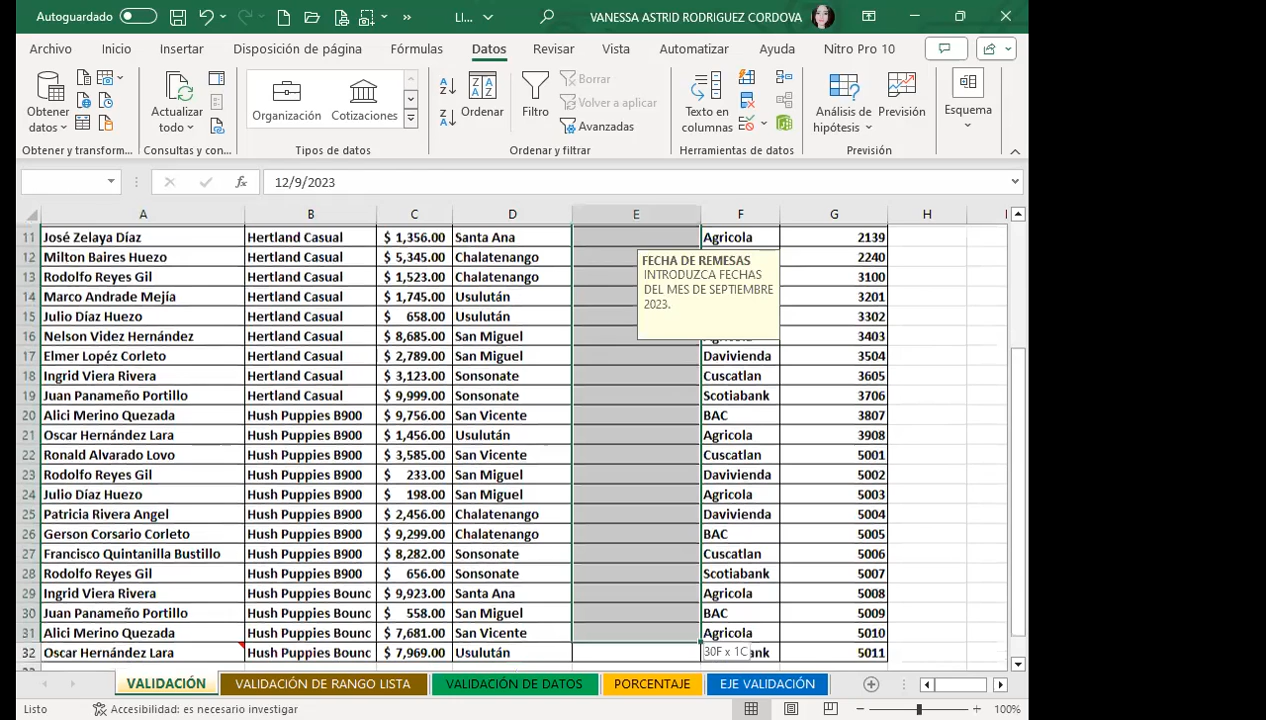 Autoguardado LI... VANESSA ASTRID RODRIGUEZ CORDOVA
Archivo Inicio Insertar Disposición de página Fórmulas Datos Revisar Vista Automatizar Ayuda Nitro Pro 10
Obtener datos Actualizar todo Organización Cotizaciones Ordenar Filtro Borrar Volver a aplicar Avanzadas Texto en columnas Análisis de hipótesis Previsión Esquema
Obtener y transform... Consultas y con... Tipos de datos Ordenar y filtrar Herramientas de datos Previsión
fx 12/9/2023
A B C D E F G H I
11 José Zelaya Díaz Hertland Casual $ 1,356.00 Santa Ana Agricola 2139
12 Milton Baires Huezo Hertland Casual $ 5,345.00 Chalatenango 2240
13 Rodolfo Reyes Gil Hertland Casual $ 1,523.00 Chalatenango 3100
14 Marco Andrade Mejía Hertland Casual $ 1,745.00 Usulután 3201
15 Julio Díaz Huezo Hertland Casual $ 658.00 Usulután 3302
16 Nelson Videz Hernández Hertland Casual $ 8,685.00 San Miguel 3403
FECHA DE REMESAS
INTRODUZCA FECHAS
DEL MES DE SEPTIEMBRE
2023.
17 Elmer Lopéz Corleto Hertland Casual $ 2,789.00 San Miguel Davivienda 3504
18 Ingrid Viera Rivera Hertland Casual $ 3,123.00 Sonsonate Cuscatlan 3605
19 Juan Panameño Portillo Hertland Casual $ 9,999.00 Sonsonate Scotiabank 3706
20 Alici Merino Quezada Hush Puppies B900 $ 9,756.00 San Vicente BAC 3807
21 Oscar Hernández Lara Hush Puppies B900 $ 1,456.00 Usulután Agricola 3908
22 Ronald Alvarado Lovo Hush Puppies B900 $ 3,585.00 San Vicente Cuscatlan 5001
23 Rodolfo Reyes Gil Hush Puppies B900 $ 233.00 San Miguel Davivienda 5002
24 Julio Díaz Huezo Hush Puppies B900 $ 198.00 San Miguel Agricola 5003
25 Patricia Rivera Angel Hush Puppies B900 $ 2,456.00 Chalatenango Davivienda 5004
26 Gerson Corsario Corleto Hush Puppies B900 $ 9,299.00 Chalatenango BAC 5005
27 Francisco Quintanilla Bustillo Hush Puppies B900 $ 8,282.00 Sonsonate Cuscatlan 5006
28 Rodolfo Reyes Gil Hush Puppies B900 $ 656.00 Sonsonate Scotiabank 5007
29 Ingrid Viera Rivera Hush Puppies Bounc $ 9,923.00 Santa Ana Agricola 5008
30 Juan Panameño Portillo Hush Puppies Bounc $ 558.00 San Miguel BAC 5009
31 Alici Merino Quezada Hush Puppies Bounc $ 7,681.00 San Vicente Agricola 5010
32 Oscar Hernández Lara Hush Puppies Bounc $ 7,969.00 Usulután 30F x 1C ank 5011
VALIDACIÓN VALIDACIÓN DE RANGO LISTA VALIDACIÓN DE DATOS PORCENTAJE EJE VALIDACIÓN
Listo Accesibilidad: es necesario investigar 100%